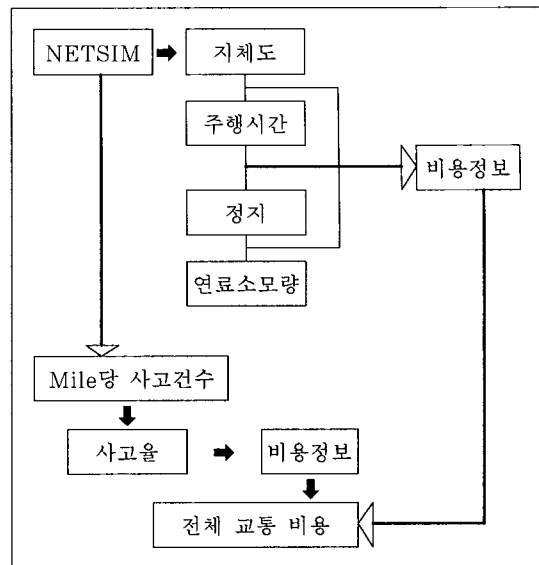 NETSIM
지체도
주행시간
비용정보
정지
연료소모량
Mile당 사고건수
사고율
비용정보
전체 교통 비용